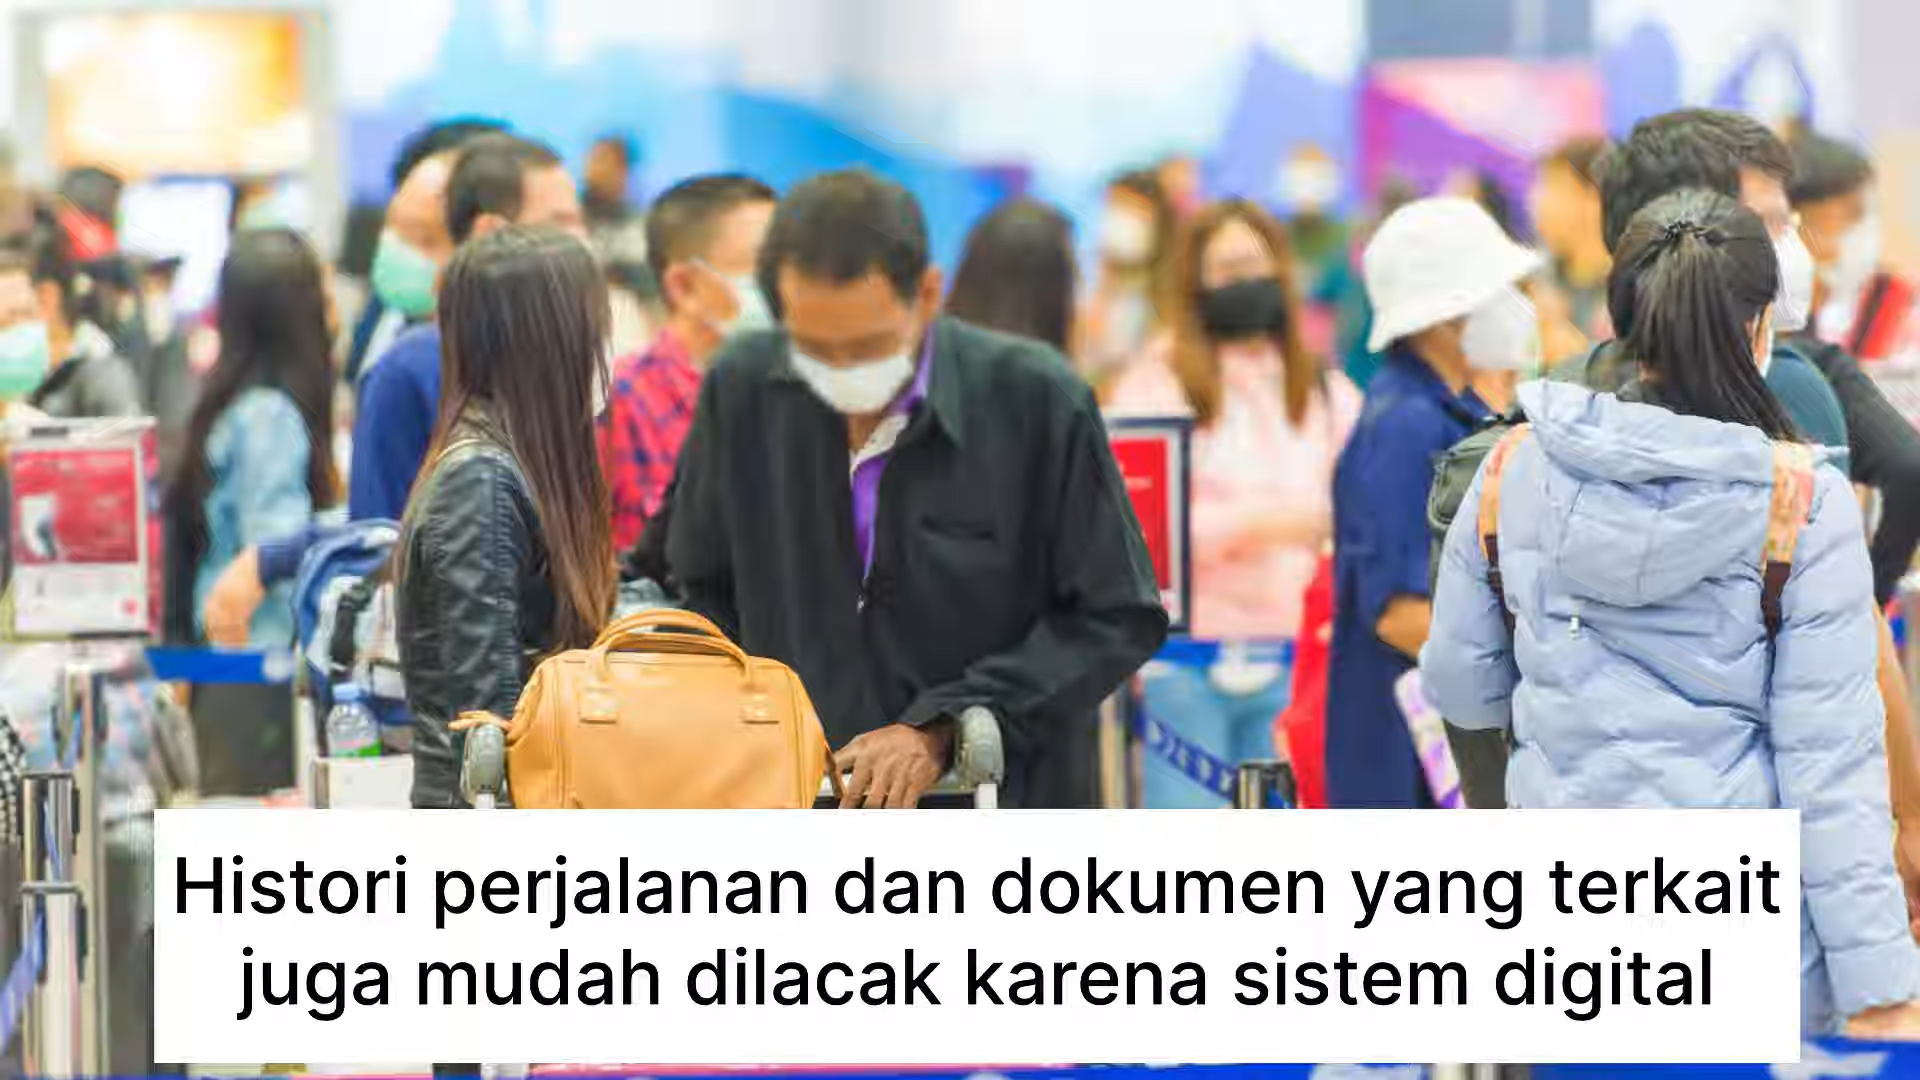 Histori perjalanan dan dokumen yang terkait
juga mudah dilacak karena sistem digital